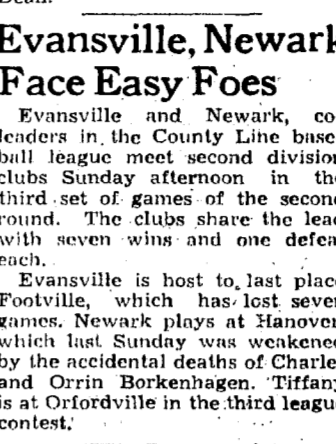 Dean.
Evansville, Newark
Face Easy Foes
Evansville and Newark, co-
leaders in the County Line base-
ball league meet second division
clubs Sunday afternoon in the
third set of games of the second
round. The clubs share the lead
with seven wins and one defeat
each.
Evansville is host to last place
Footville, which has lost seven
games. Newark plays at Hanover
which last Sunday was weakened
by the accidental deaths of Charles
and Orrin Borkenhagen. Tiffany
is at Orfordville in the third league
contest.